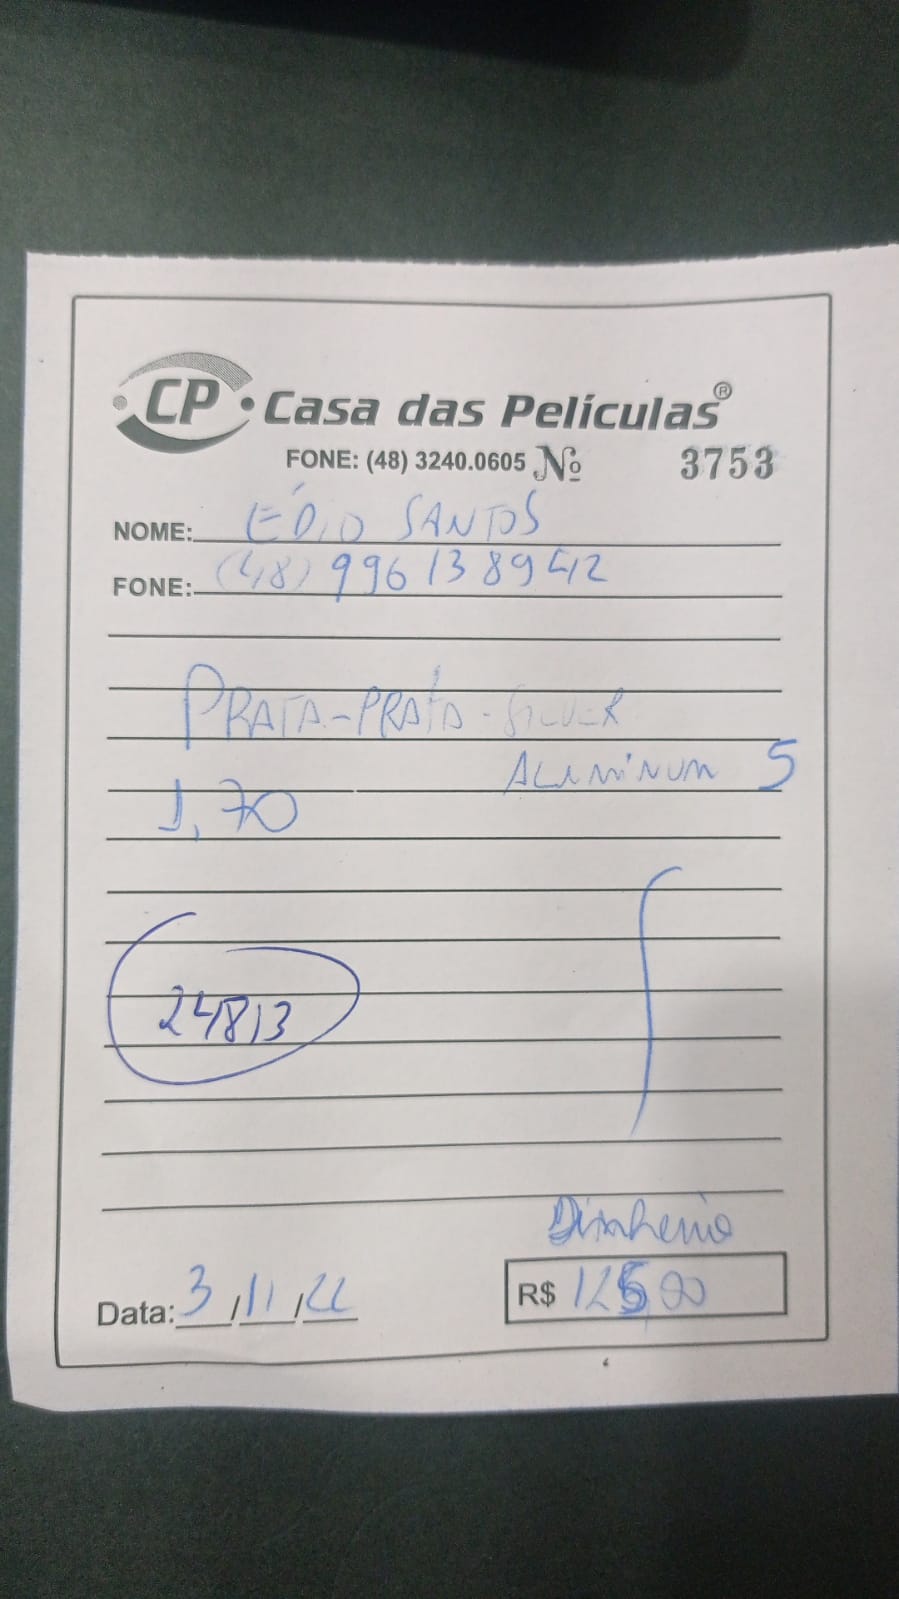 CP Casa das Películas®
FONE: (48) 3240.0605 Nº 3753
NOME: ÉDIO SANTOS
FONE: (48) 996138942
PRATA-PRATA-SILVER
ALUMINUM 5
1,70
24813
Dinheiro
Data: 3/11/22 R$ 125,00